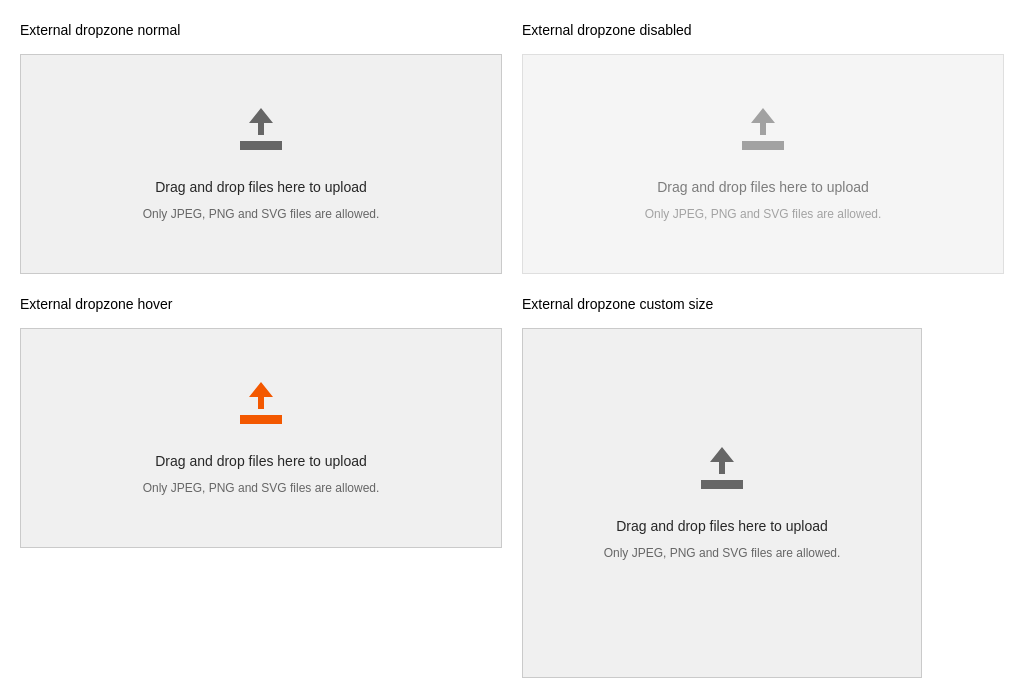 External dropzone normal
Drag and drop files here to upload
Only JPEG, PNG and SVG files are allowed.
External dropzone disabled
Drag and drop files here to upload
Only JPEG, PNG and SVG files are allowed.
External dropzone hover
Drag and drop files here to upload
Only JPEG, PNG and SVG files are allowed.
External dropzone custom size
Drag and drop files here to upload
Only JPEG, PNG and SVG files are allowed.